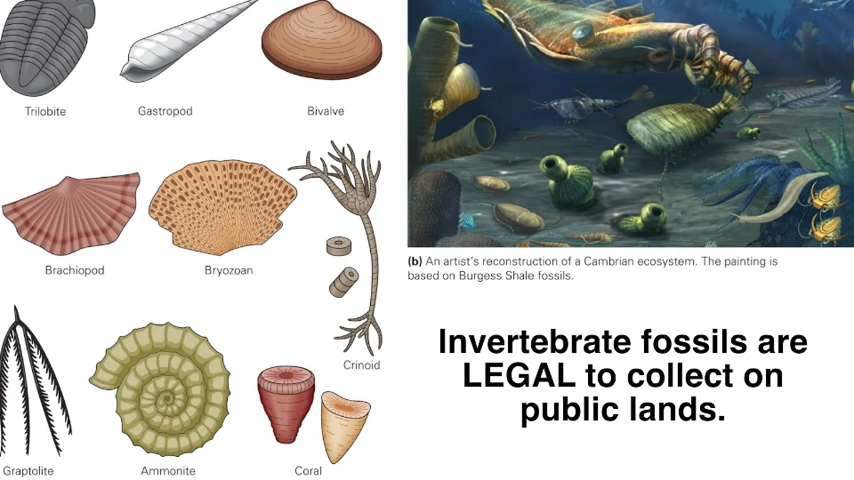 Trilobite
Gastropod
Bivalve
Brachiopod
Bryozoan
Crinoid
Graptolite
Ammonite
Coral
(b) An artist's reconstruction of a Cambrian ecosystem. The painting is
based on Burgess Shale fossils.
Invertebrate fossils are
LEGAL to collect on
public lands.